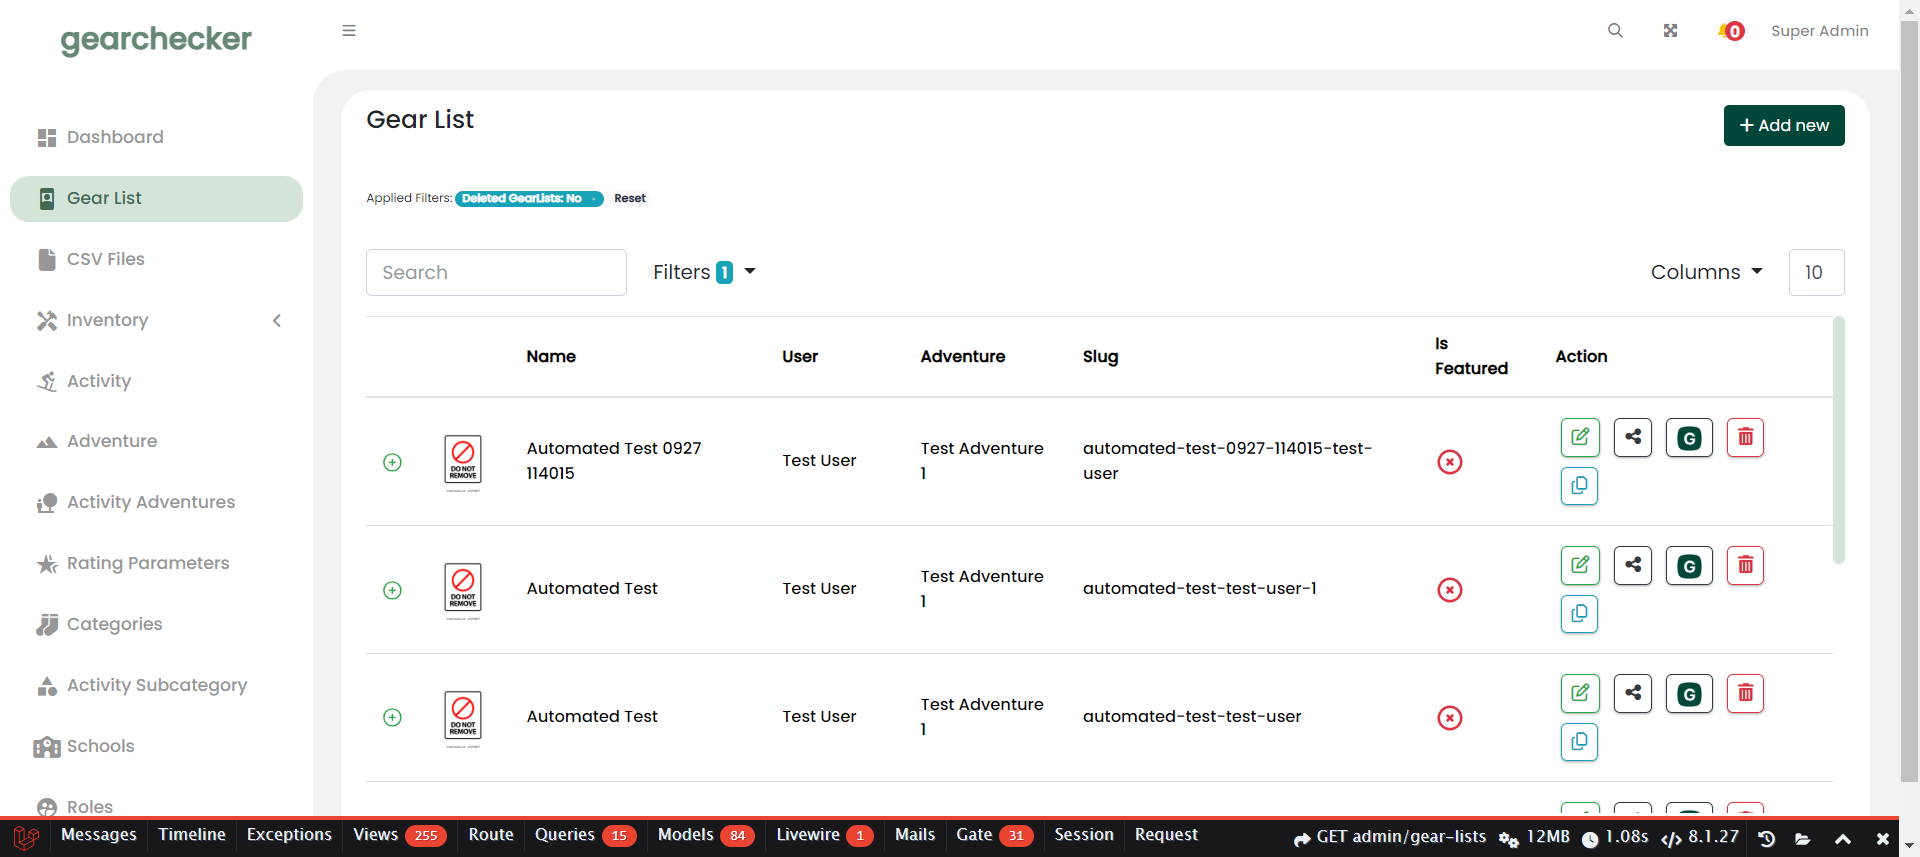 gearchecker
0
Super Admin
Dashboard
Gear List
CSV Files
Inventory
Activity
Adventure
Activity Adventures
Rating Parameters
Categories
Activity Subcategory
Schools
Roles
Gear List
Add new
Applied Filters: Deleted GearLists: No Reset
Search
Filters 1
Columns
10
Name User Adventure Slug Is Featured Action
DO NOT REMOVE
Automated Test 0927
114015
Test User
Test Adventure
1
automated-test-0927-114015-test-
user
G
DO NOT REMOVE
Automated Test
Test User
Test Adventure
1
automated-test-test-user-1
G
DO NOT REMOVE
Automated Test
Test User
Test Adventure
1
automated-test-test-user
G
Messages Timeline Exceptions Views 255 Route Queries 15 Models 84 Livewire 1 Mails Gate 31 Session Request GET admin/gear-lists 12MB 1.08s 8.1.27